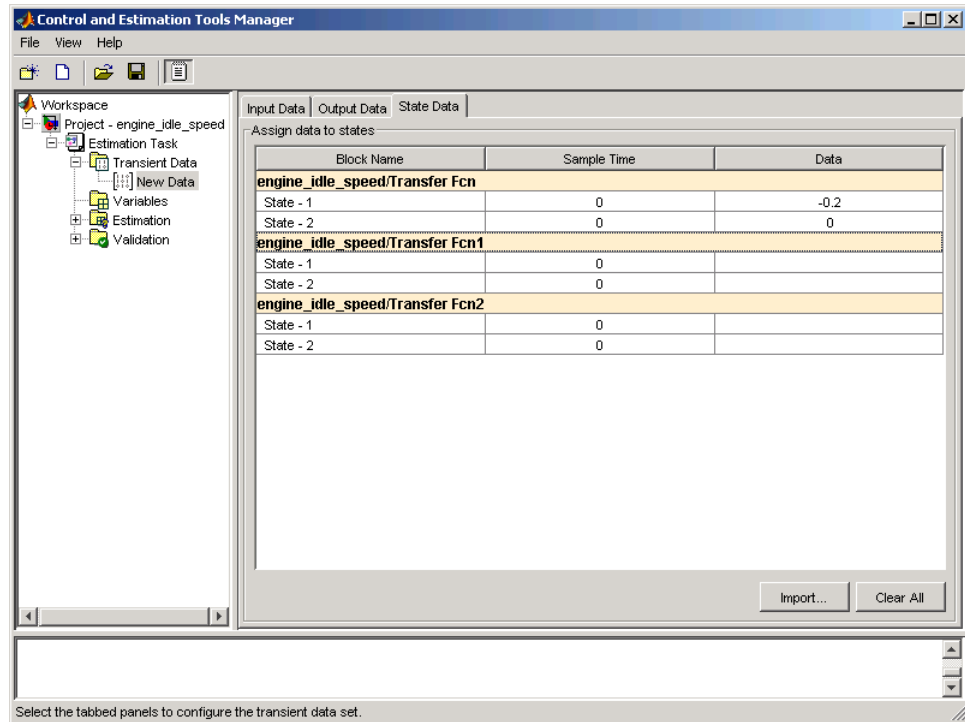 Control and Estimation Tools Manager
File View Help
Workspace
Project - engine_idle_speed
Estimation Task
Transient Data
New Data
Variables
Estimation
Validation
Input Data Output Data State Data
Assign data to states
Block Name Sample Time Data
engine_idle_speed/Transfer Fcn
State - 1 0 -0.2
State - 2 0 0
engine_idle_speed/Transfer Fcn1
State - 1 0
State - 2 0
engine_idle_speed/Transfer Fcn2
State - 1 0
State - 2 0
Import... Clear All
Select the tabbed panels to configure the transient data set.